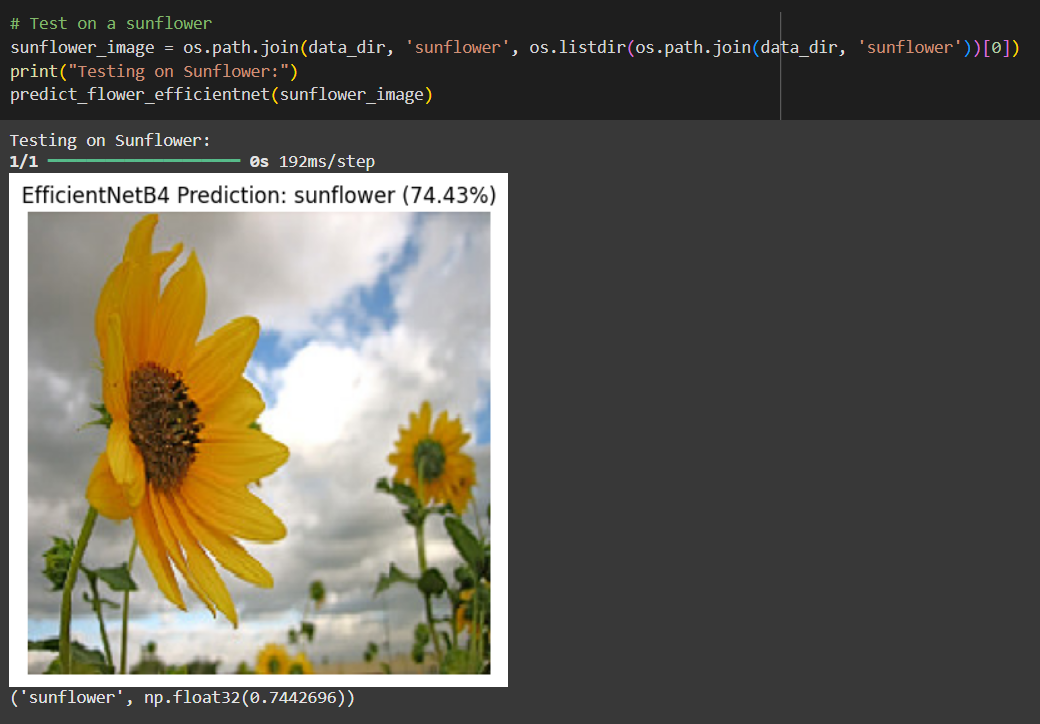 # Test on a sunflower
sunflower_image = os.path.join(data_dir, 'sunflower', os.listdir(os.path.join(data_dir, 'sunflower'))[0])
print("Testing on Sunflower:")
predict_flower_efficientnet(sunflower_image)
Testing on Sunflower:
1/1 0s 192ms/step
EfficientNetB4 Prediction: sunflower (74.43%)
('sunflower', np.float32(0.7442696))